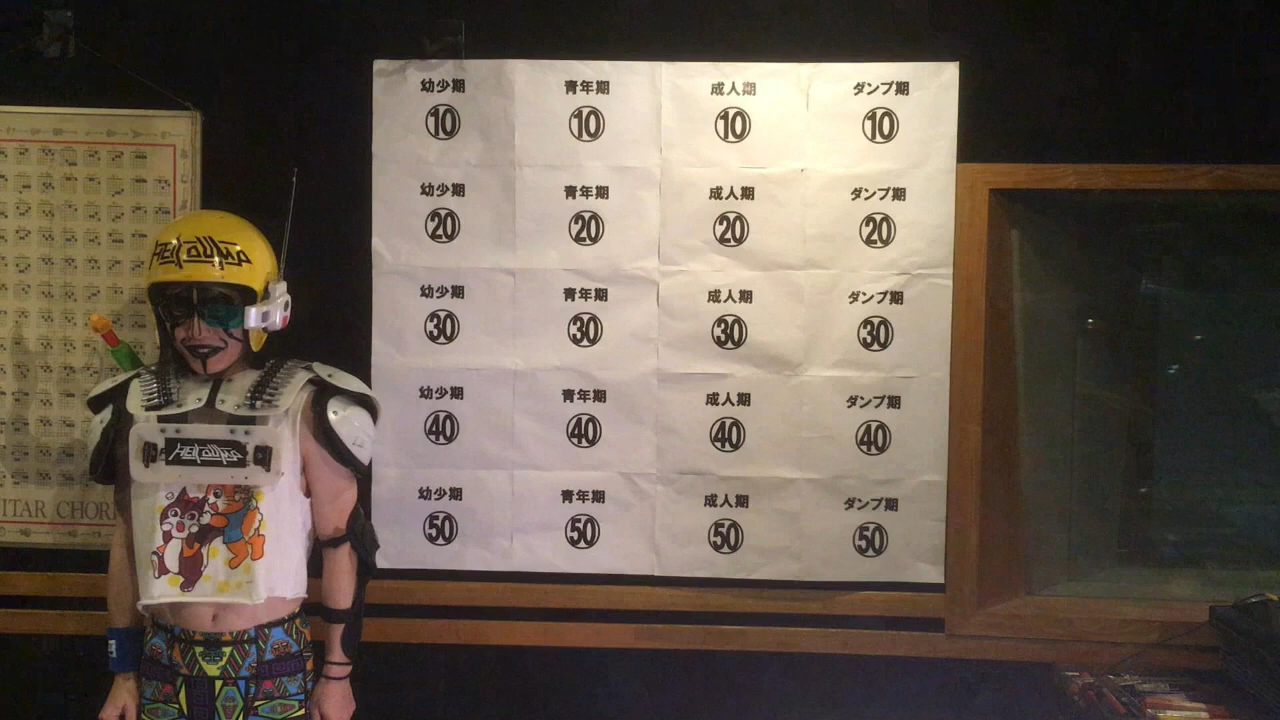 幼少期 青年期 成人期 ダンプ期
⑩ ⑩ ⑩ ⑩
幼少期 青年期 成人期 ダンプ期
⑳ ⑳ ⑳ ⑳
幼少期 青年期 成人期 ダンプ期
㉚ ㉚ ㉚ ㉚
幼少期 青年期 成人期 ダンプ期
㊵ ㊵ ㊵ ㊵
幼少期 青年期 成人期 ダンプ期
㊿ ㊿ ㊿ ㊿
HELL DUMP
HELL DUMP
ITAR CHOR